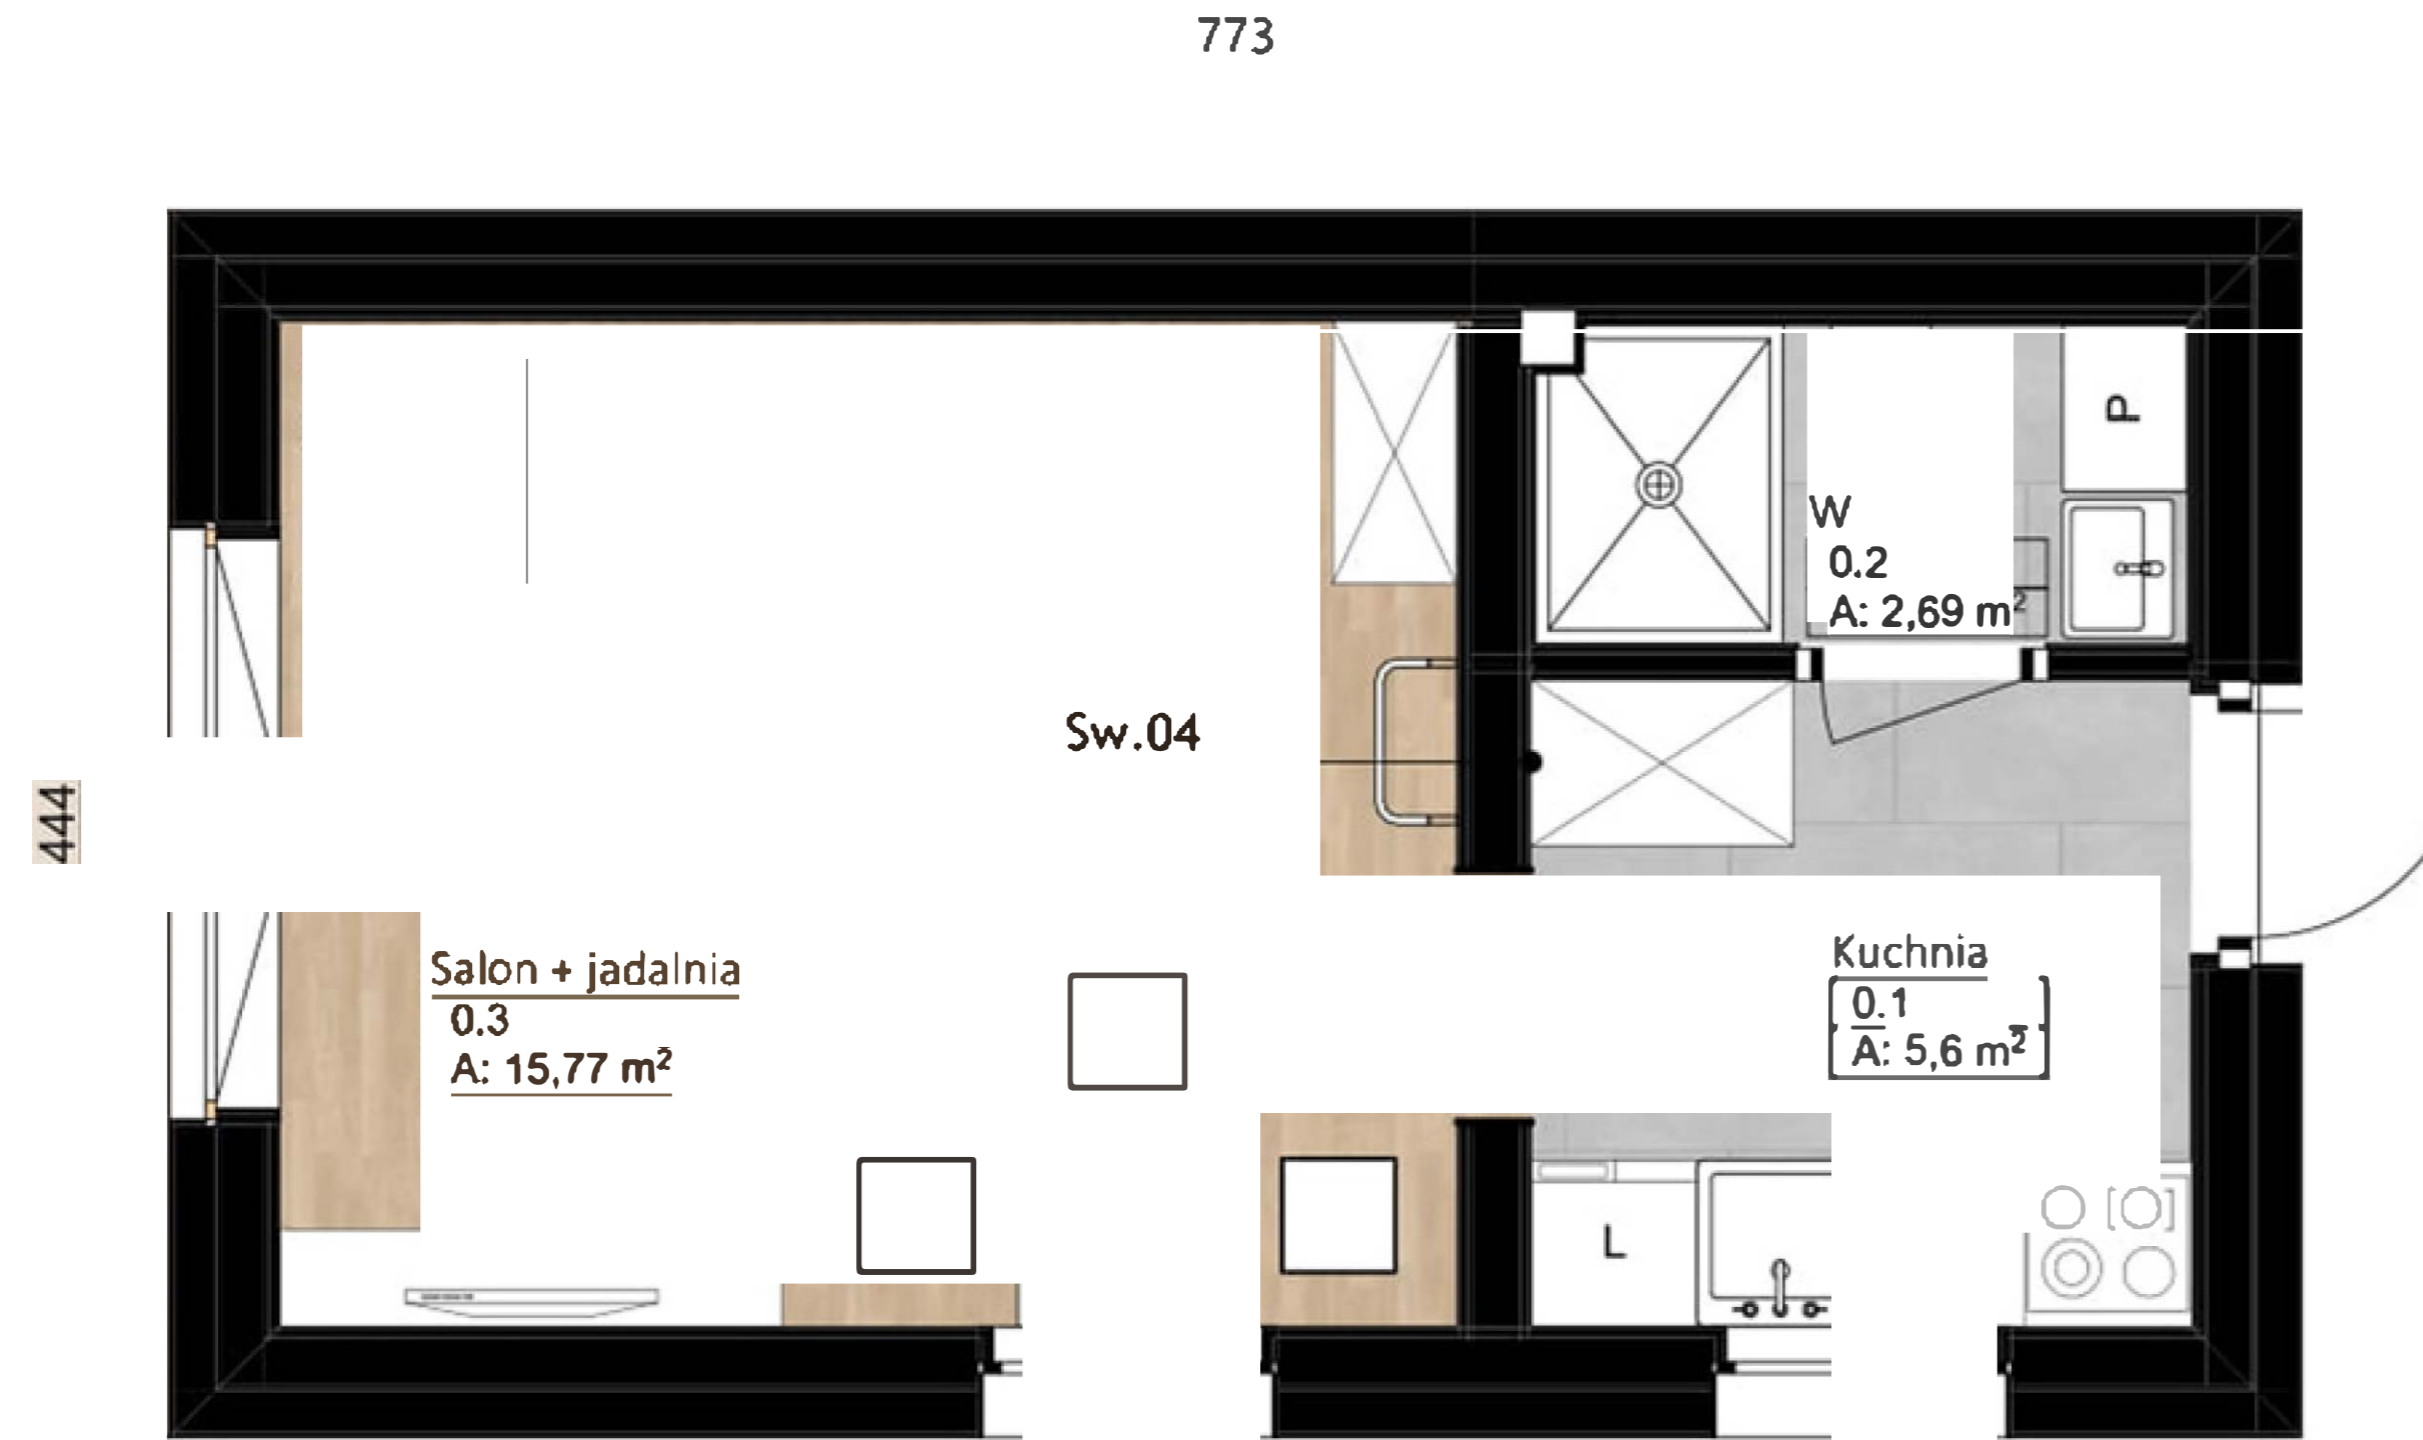 773
P
W
0.2
A: 2,69 m²
Sw.04
444
Salon + jadalnia
0.3
A: 15,77 m²
Kuchnia
0.1
A: 5,6 m²
L